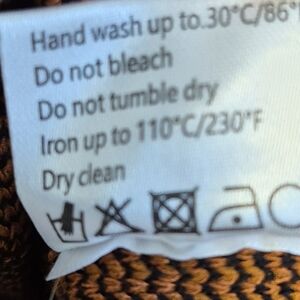 Hand wash up to.30°C/86°
Do not bleach
Do not tumble dry
Iron up to 110°C/230°F
Dry clean